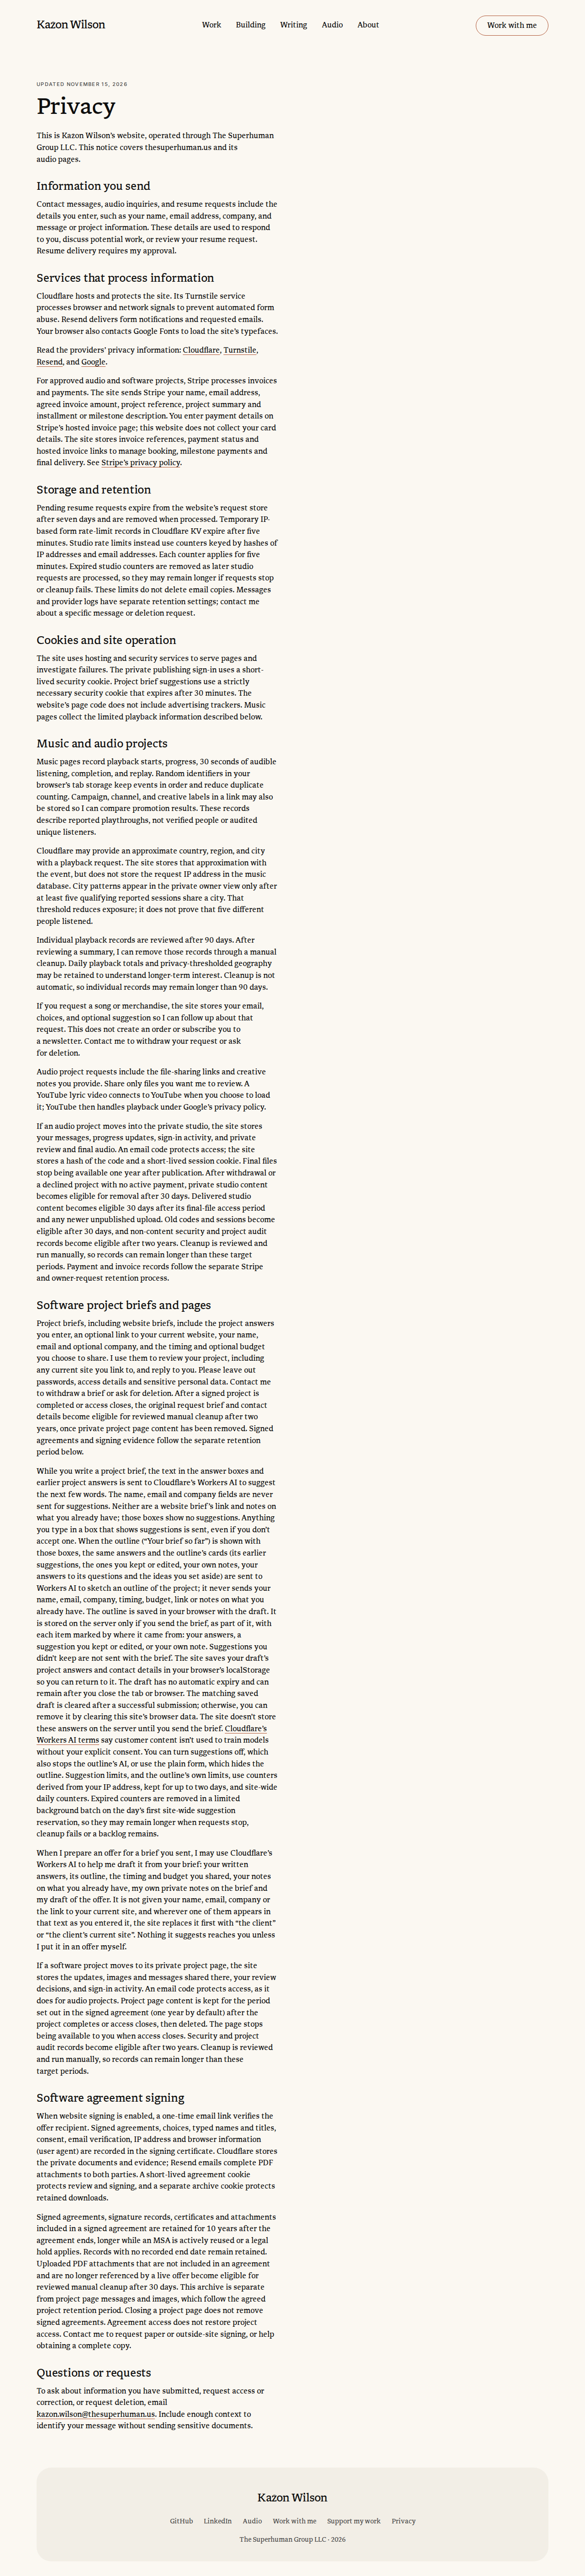 Kazon Wilson
Work
Building
Writing
Audio
About
Work with me
UPDATED NOVEMBER 15, 2026
Privacy
This is Kazon Wilson's website, operated through The Superhuman
Group LLC. This notice covers thesuperhuman.us and its
audio pages.
Information you send
Contact messages, audio inquiries, and resume requests include the
details you enter, such as your name, email address, company, and
message or project information. These details are used to respond
to you, discuss potential work, or review your resume request.
Resume delivery requires my approval.
Services that process information
Cloudflare hosts and protects the site. Its Turnstile service
processes browser and network signals to prevent automated form
abuse. Resend delivers form notifications and requested emails.
Your browser also contacts Google Fonts to load the site's typefaces.
Read the providers' privacy information: Cloudflare, Turnstile,
Resend, and Google.
For approved audio and software projects, Stripe processes invoices
and payments. The site sends Stripe your name, email address,
agreed invoice amount, project reference, project summary and
installment or milestone description. You enter payment details on
Stripe's hosted invoice page; this website does not collect your card
details. The site stores invoice references, payment status and
hosted invoice links to manage booking, milestone payments and
final delivery. See Stripe's privacy policy.
Storage and retention
Pending resume requests expire from the website's request store
after seven days and are removed when processed. Temporary IP-
based form rate-limit records in Cloudflare KV expire after five
minutes. Studio rate limits instead use counters keyed by hashes of
IP addresses and email addresses. Each counter applies for five
minutes. Expired studio counters are removed as later studio
requests are processed, so they may remain longer if requests stop
or cleanup fails. These limits do not delete email copies. Messages
and provider logs have separate retention settings; contact me
about a specific message or deletion request.
Cookies and site operation
The site uses hosting and security services to serve pages and
investigate failures. The private publishing sign-in uses a short-
lived security cookie. Project brief suggestions use a strictly
necessary security cookie that expires after 30 minutes. The
website's page code does not include advertising trackers. Music
pages collect the limited playback information described below.
Music and audio projects
Music pages record playback starts, progress, 30 seconds of audible
listening, completion, and replay. Random identifiers in your
browser's tab storage keep events in order and reduce duplicate
counting. Campaign, channel, and creative labels in a link may also
be stored so I can compare promotion results. These records
describe reported playthroughs, not verified people or audited
unique listeners.
Cloudflare may provide an approximate country, region, and city
with a playback request. The site stores that approximation with
the event, but does not store the request IP address in the music
database. City patterns appear in the private owner view only after
at least five qualifying reported sessions share a city. That
threshold reduces exposure; it does not prove that five different
people listened.
Individual playback records are reviewed after 90 days. After
reviewing a summary, I can remove those records through a manual
cleanup. Daily playback totals and privacy-thresholded geography
may be retained to understand longer-term interest. Cleanup is not
automatic, so individual records may remain longer than 90 days.
If you request a song or merchandise, the site stores your email,
choices, and optional suggestion so I can follow up about that
request. This does not create an order or subscribe you to
a newsletter. Contact me to withdraw your request or ask
for deletion.
Audio project requests include the file-sharing links and creative
notes you provide. Share only files you want me to review. A
YouTube lyric video connects to YouTube when you choose to load
it; YouTube then handles playback under Google's privacy policy.
If an audio project moves into the private studio, the site stores
your messages, progress updates, sign-in activity, and private
review and final audio. An email code protects access; the site
stores a hash of the code and a short-lived session cookie. Final files
stop being available one year after publication. After withdrawal or
a declined project with no active payment, private studio content
becomes eligible for removal after 30 days. Delivered studio
content becomes eligible 30 days after its final-file access period
and any newer unpublished upload. Old codes and sessions become
eligible after 30 days, and non-content security and project audit
records become eligible after two years. Cleanup is reviewed and
run manually, so records can remain longer than these target
periods. Payment and invoice records follow the separate Stripe
and owner-request retention process.
Software project briefs and pages
Project briefs, including website briefs, include the project answers
you enter, an optional link to your current website, your name,
email and optional company, and the timing and optional budget
you choose to share. I use them to review your project, including
any current site you link to, and reply to you. Please leave out
passwords, access details and sensitive personal data. Contact me
to withdraw a brief or ask for deletion. After a signed project is
completed or access closes, the original request brief and contact
details become eligible for reviewed manual cleanup after two
years, once private project page content has been removed. Signed
agreements and signing evidence follow the separate retention
period below.
While you write a project brief, the text in the answer boxes and
earlier project answers is sent to Cloudflare's Workers AI to suggest
the next few words. The name, email and company fields are never
sent for suggestions. Neither are a website brief's link and notes on
what you already have; those boxes show no suggestions. Anything
you type in a box that shows suggestions is sent, even if you don't
accept one. When the outline (“Your brief so far”) is shown with
those boxes, the same answers and the outline's cards (its earlier
suggestions, the ones you kept or edited, your own notes, your
answers to its questions and the ideas you set aside) are sent to
Workers AI to sketch an outline of the project; it never sends your
name, email, company, timing, budget, link or notes on what you
already have. The outline is saved in your browser with the draft. It
is stored on the server only if you send the brief, as part of it, with
each item marked by where it came from: your answers, a
suggestion you kept or edited, or your own note. Suggestions you
didn't keep are not sent with the brief. The site saves your draft's
project answers and contact details in your browser's localStorage
so you can return to it. The draft has no automatic expiry and can
remain after you close the tab or browser. The matching saved
draft is cleared after a successful submission; otherwise, you can
remove it by clearing this site's browser data. The site doesn't store
these answers on the server until you send the brief. Cloudflare's
Workers AI terms say customer content isn't used to train models
without your explicit consent. You can turn suggestions off, which
also stops the outline's AI, or use the plain form, which hides the
outline. Suggestion limits, and the outline's own limits, use counters
derived from your IP address, kept for up to two days, and site-wide
daily counters. Expired counters are removed in a limited
background batch on the day's first site-wide suggestion
reservation, so they may remain longer when requests stop,
cleanup fails or a backlog remains.
When I prepare an offer for a brief you sent, I may use Cloudflare's
Workers AI to help me draft it from your brief: your written
answers, its outline, the timing and budget you shared, your notes
on what you already have, my own private notes on the brief and
my draft of the offer. It is not given your name, email, company or
the link to your current site, and wherever one of them appears in
that text as you entered it, the site replaces it first with “the client”
or “the client's current site”. Nothing it suggests reaches you unless
I put it in an offer myself.
If a software project moves to its private project page, the site
stores the updates, images and messages shared there, your review
decisions, and sign-in activity. An email code protects access, as it
does for audio projects. Project page content is kept for the period
set out in the signed agreement (one year by default) after the
project completes or access closes, then deleted. The page stops
being available to you when access closes. Security and project
audit records become eligible after two years. Cleanup is reviewed
and run manually, so records can remain longer than these
target periods.
Software agreement signing
When website signing is enabled, a one-time email link verifies the
offer recipient. Signed agreements, choices, typed names and titles,
consent, email verification, IP address and browser information
(user agent) are recorded in the signing certificate. Cloudflare stores
the private documents and evidence; Resend emails complete PDF
attachments to both parties. A short-lived agreement cookie
protects review and signing, and a separate archive cookie protects
retained downloads.
Signed agreements, signature records, certificates and attachments
included in a signed agreement are retained for 10 years after the
agreement ends, longer while an MSA is actively reused or a legal
hold applies. Records with no recorded end date remain retained.
Uploaded PDF attachments that are not included in an agreement
and are no longer referenced by a live offer become eligible for
reviewed manual cleanup after 30 days. This archive is separate
from project page messages and images, which follow the agreed
project retention period. Closing a project page does not remove
signed agreements. Agreement access does not restore project
access. Contact me to request paper or outside-site signing, or help
obtaining a complete copy.
Questions or requests
To ask about information you have submitted, request access or
correction, or request deletion, email
kazon.wilson@thesuperhuman.us. Include enough context to
identify your message without sending sensitive documents.
Kazon Wilson
GitHub
LinkedIn
Audio
Work with me
Support my work
Privacy
The Superhuman Group LLC · 2026